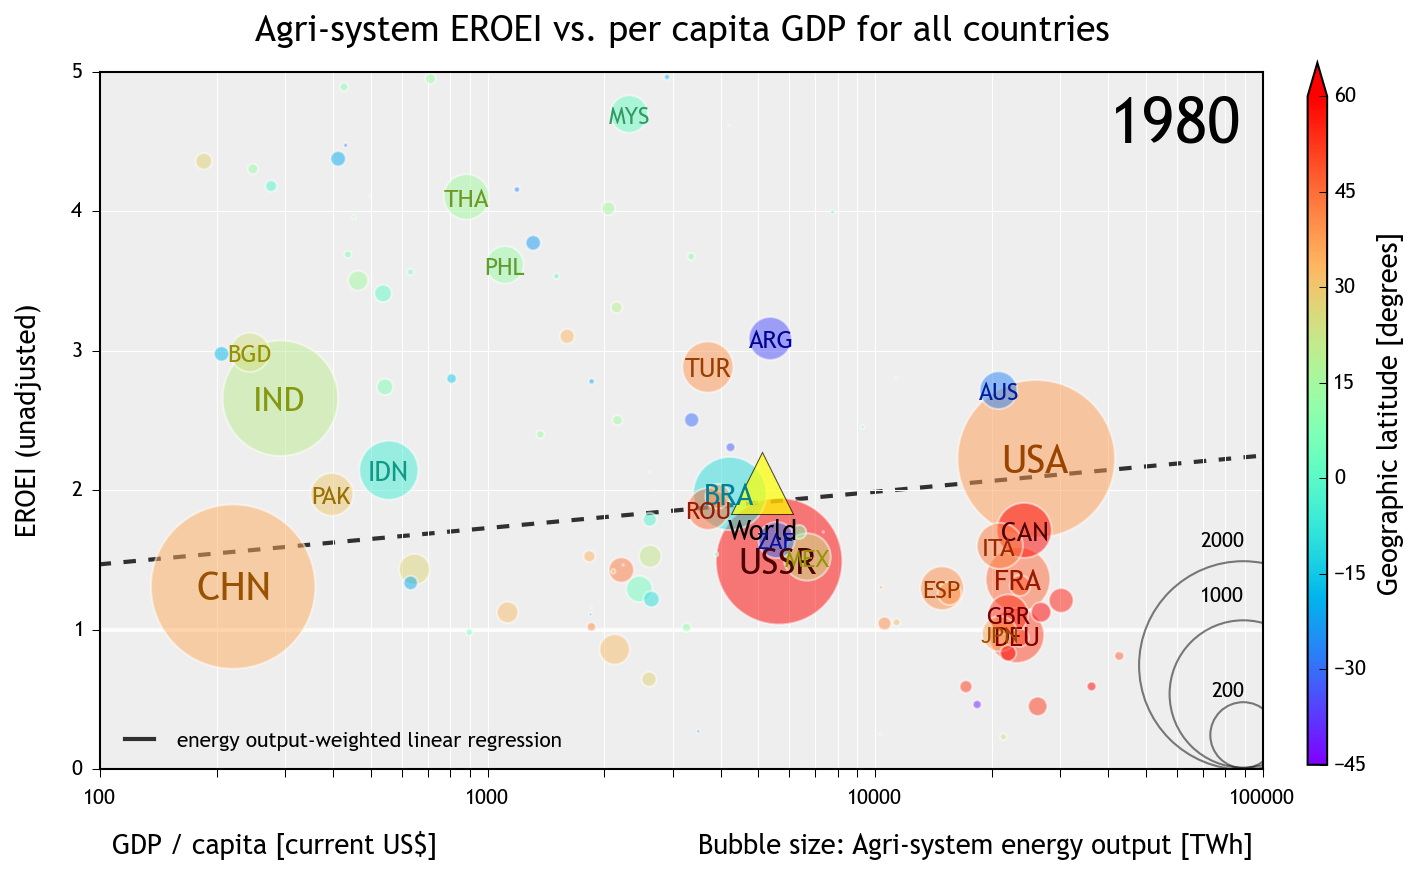 Agri-system EROEI vs. per capita GDP for all countries
1980
EROEI (unadjusted)
5
4
3
2
1
0
MYS
THA
PHL
ARG
BGD
TUR
AUS
IND
IDN
USA
PAK
BRA
ROU
World
ZAF
CAN
ITA
MEX
USSR
CHN
FRA
ESP
GBR
JPN
DEU
2000
1000
200
energy output-weighted linear regression
100
1000
10000
100000
GDP / capita [current US$]
Bubble size: Agri-system energy output [TWh]
60
45
30
15
0
−15
−30
−45
Geographic latitude [degrees]